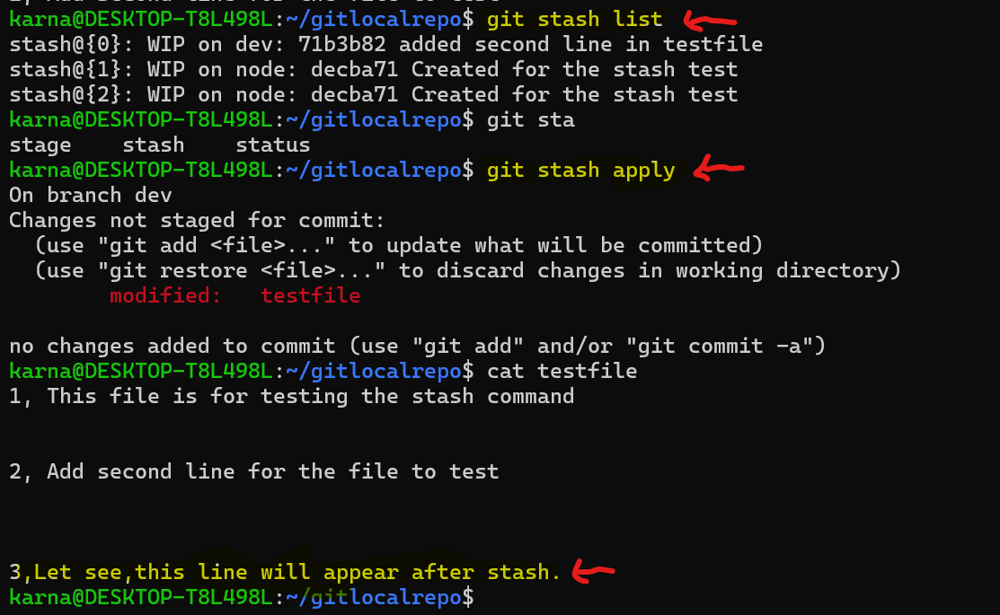 karna@DESKTOP-T8L498L:~/gitlocalrepo$ git stash list
stash@{0}: WIP on dev: 71b3b82 added second line in testfile
stash@{1}: WIP on node: decba71 Created for the stash test
stash@{2}: WIP on node: decba71 Created for the stash test
karna@DESKTOP-T8L498L:~/gitlocalrepo$ git sta
stage    stash    status
karna@DESKTOP-T8L498L:~/gitlocalrepo$ git stash apply
On branch dev
Changes not staged for commit:
  (use "git add <file>..." to update what will be committed)
  (use "git restore <file>..." to discard changes in working directory)
        modified:   testfile

no changes added to commit (use "git add" and/or "git commit -a")
karna@DESKTOP-T8L498L:~/gitlocalrepo$ cat testfile
1, This file is for testing the stash command


2, Add second line for the file to test



3,Let see,this line will appear after stash.
karna@DESKTOP-T8L498L:~/gitlocalrepo$